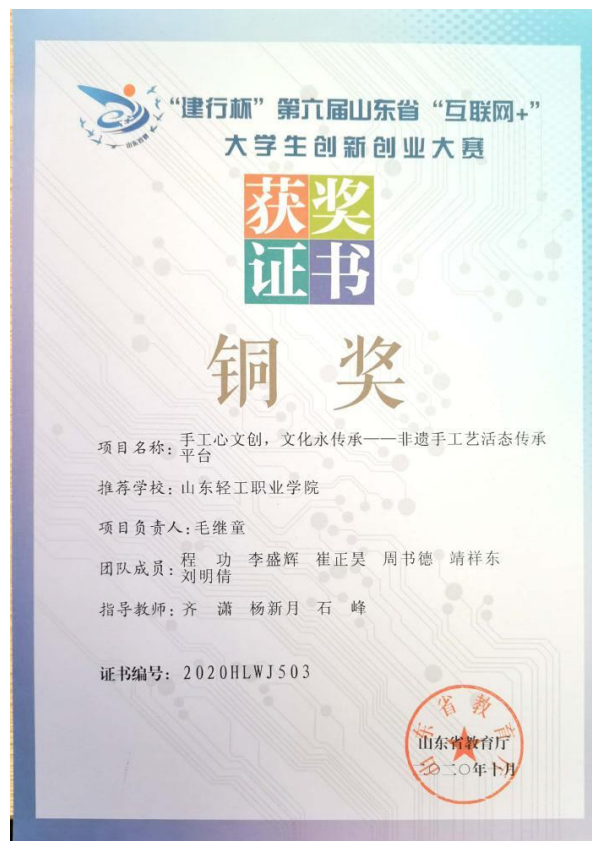 “建行杯”第六届山东省“互联网+”
大学生创新创业大赛
获奖
证书
铜 奖
项目名称：手工心文创，文化永传承——非遗手工艺活态传承
平台
推荐学校：山东轻工职业学院
项目负责人：毛继童
团队成员：程 功 李盛辉 崔正昊 周书德 靖祥东
刘明倩
指导教师：齐 潇 杨新月 石 峰
证书编号：2020HLWJ503
山东省教育厅
山东省教育厅
二〇二〇年十月